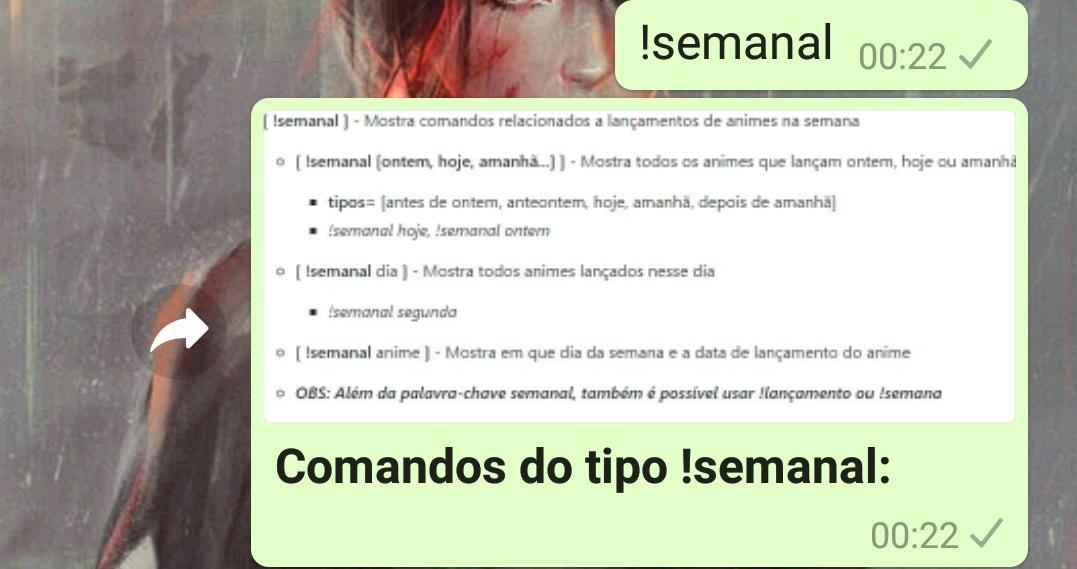 !semanal 00:22
[ !semanal ] - Mostra comandos relacionados a lançamentos de animes na semana
[ !semanal [ontem, hoje, amanhã...] ] - Mostra todos os animes que lançam ontem, hoje ou amanhã
tipos= [antes de ontem, anteontem, hoje, amanhã, depois de amanhã]
!semanal hoje, !semanal ontem
[ !semanal dia ] - Mostra todos animes lançados nesse dia
!semanal segunda
[ !semanal anime ] - Mostra em que dia da semana e a data de lançamento do anime
OBS: Além da palavra-chave semanal, também é possível usar !lançamento ou !semana
Comandos do tipo !semanal:
00:22